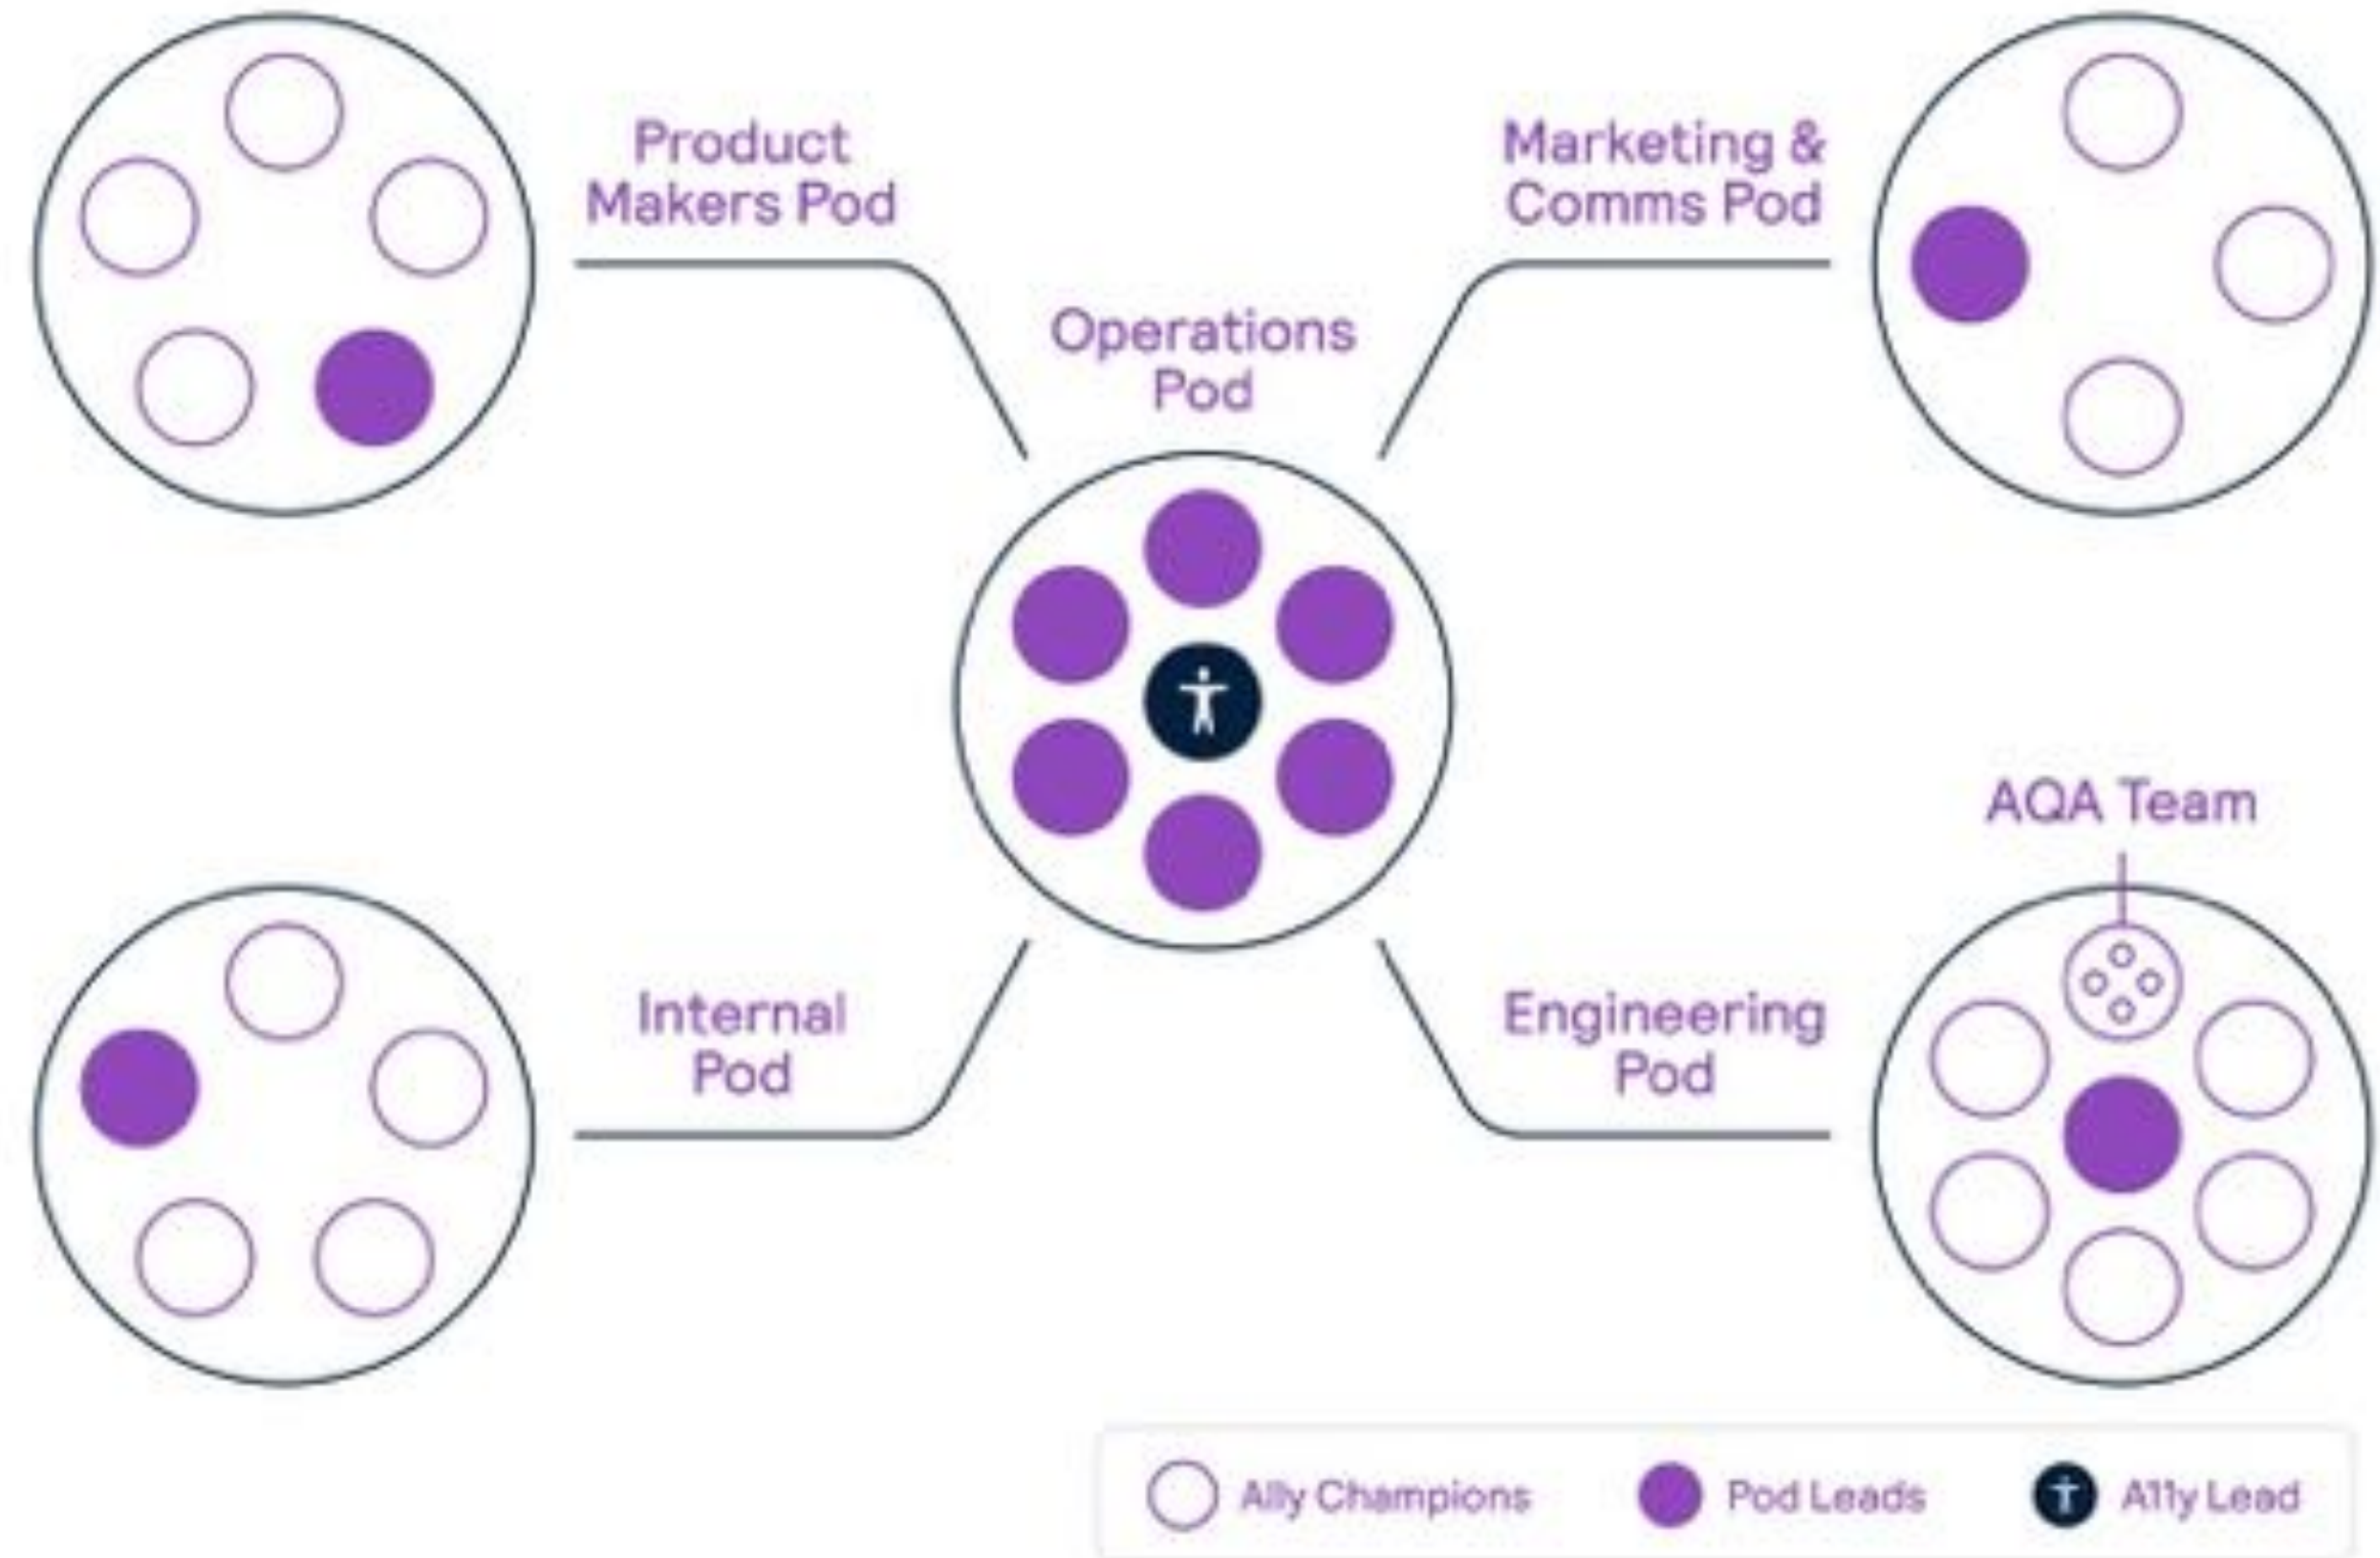 Product
Makers Pod
Marketing &
Comms Pod
Operations
Pod
AQA Team
Internal
Pod
Engineering
Pod
Ally Champions
Pod Leads
A11y Lead